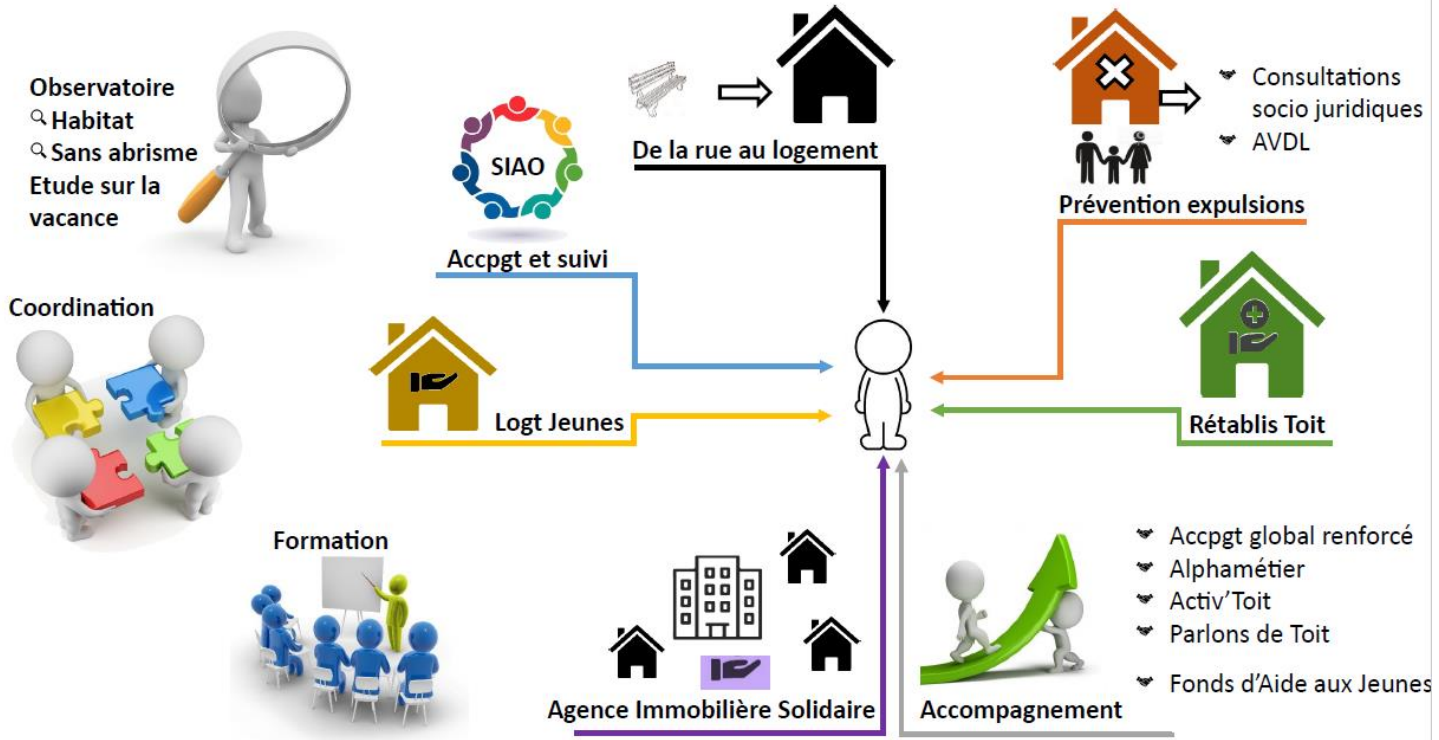 Observatoire
Habitat
Sans abrisme
Etude sur la
vacance
SIAO
Accpgt et suivi
De la rue au logement
Consultations
socio juridiques
AVDL
Prévention expulsions
Coordination
Logt Jeunes
Rétablis Toit
Formation
Agence Immobilière Solidaire
Accompagnement
Accpgt global renforcé
Alphamétier
Activ’Toit
Parlons de Toit
Fonds d’Aide aux Jeunes